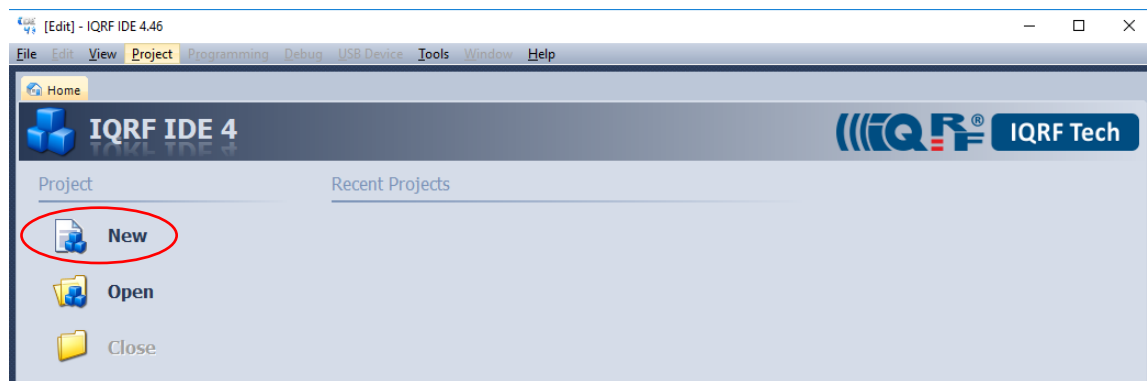 [Edit] - IQRF IDE 4.46
File Edit View Project Programming Debug USB Device Tools Window Help
Home
IQRF IDE 4
IQRF® IQRF Tech
Project Recent Projects
New
Open
Close